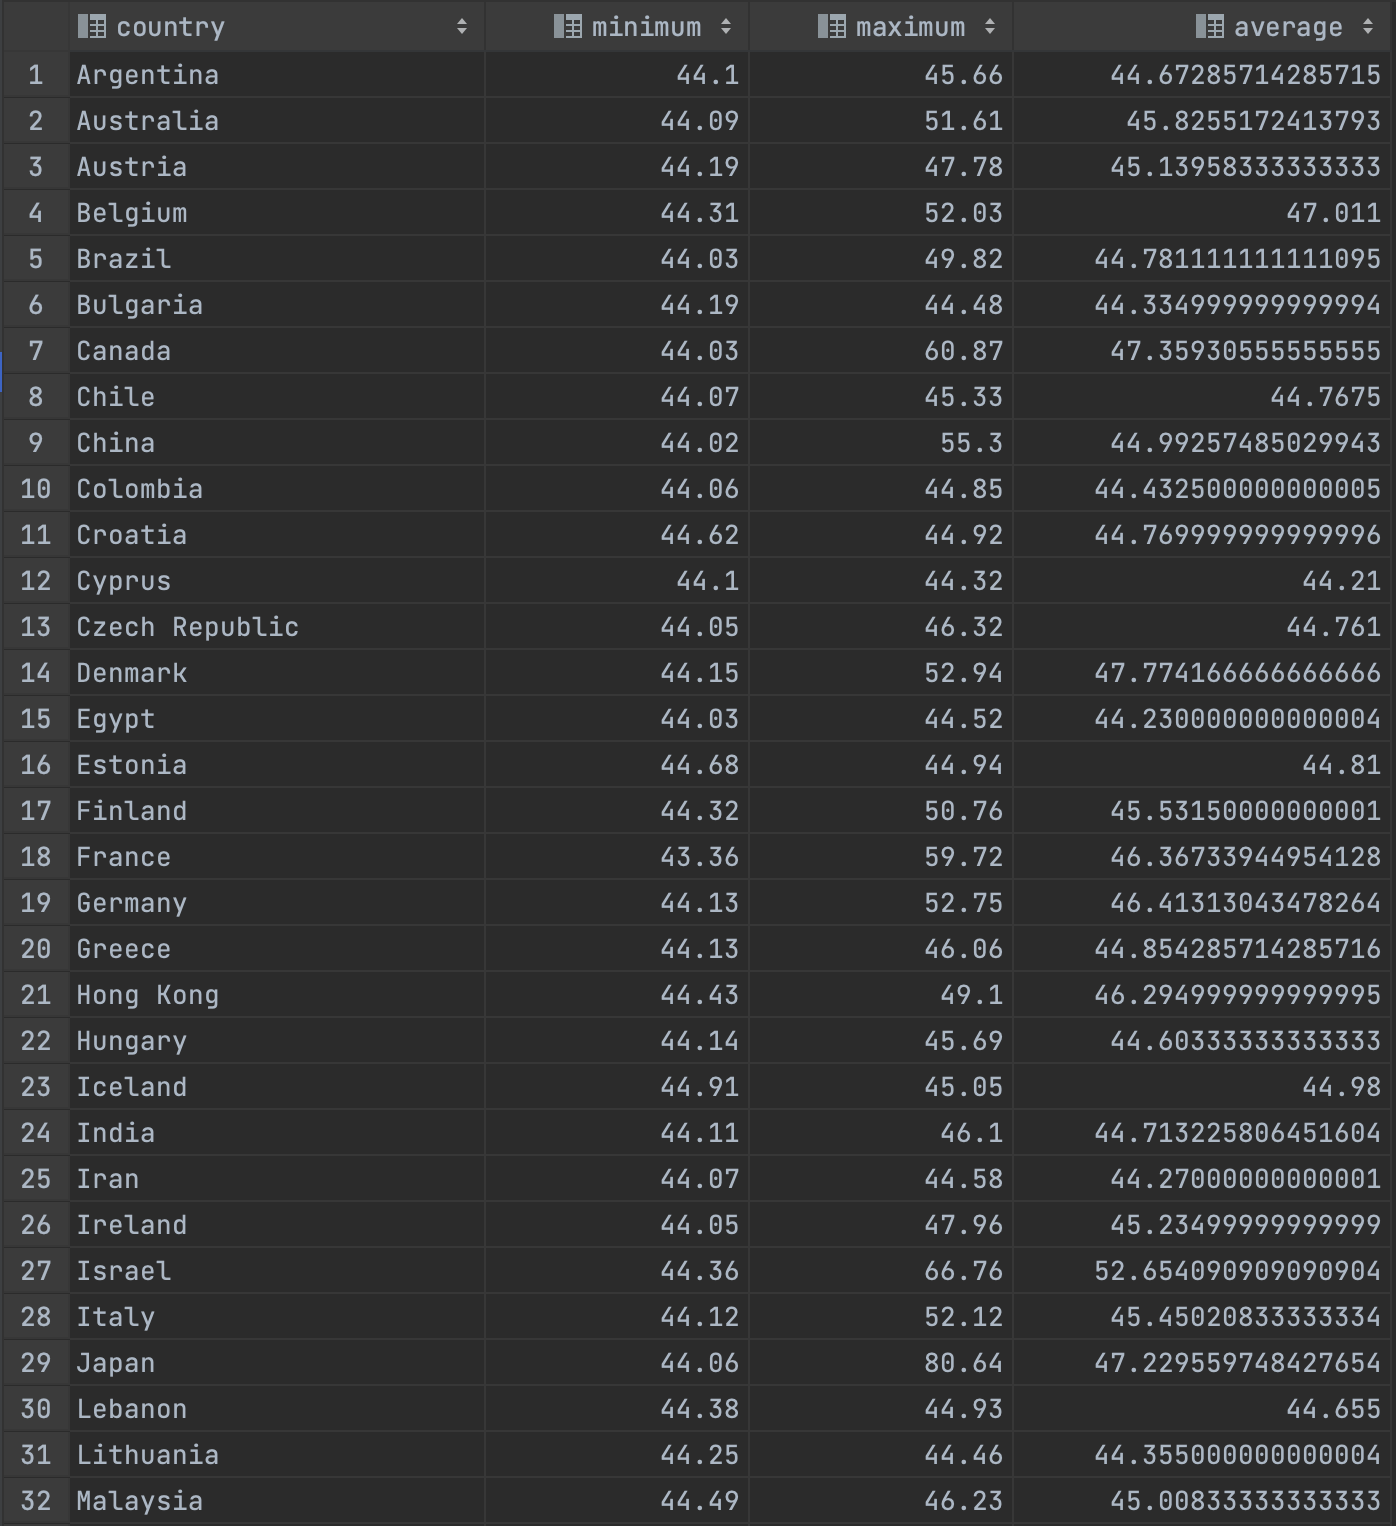 country minimum maximum average
1 Argentina 44.1 45.66 44.67285714285715
2 Australia 44.09 51.61 45.8255172413793
3 Austria 44.19 47.78 45.13958333333333
4 Belgium 44.31 52.03 47.011
5 Brazil 44.03 49.82 44.781111111111095
6 Bulgaria 44.19 44.48 44.334999999999994
7 Canada 44.03 60.87 47.35930555555555
8 Chile 44.07 45.33 44.7675
9 China 44.02 55.3 44.99257485029943
10 Colombia 44.06 44.85 44.432500000000005
11 Croatia 44.62 44.92 44.769999999999996
12 Cyprus 44.1 44.32 44.21
13 Czech Republic 44.05 46.32 44.761
14 Denmark 44.15 52.94 47.774166666666666
15 Egypt 44.03 44.52 44.230000000000004
16 Estonia 44.68 44.94 44.81
17 Finland 44.32 50.76 45.53150000000001
18 France 43.36 59.72 46.36733944954128
19 Germany 44.13 52.75 46.41313043478264
20 Greece 44.13 46.06 44.854285714285716
21 Hong Kong 44.43 49.1 46.294999999999995
22 Hungary 44.14 45.69 44.60333333333333
23 Iceland 44.91 45.05 44.98
24 India 44.11 46.1 44.713225806451604
25 Iran 44.07 44.58 44.27000000000001
26 Ireland 44.05 47.96 45.23499999999999
27 Israel 44.36 66.76 52.654090909090904
28 Italy 44.12 52.12 45.45020833333334
29 Japan 44.06 80.64 47.229559748427654
30 Lebanon 44.38 44.93 44.655
31 Lithuania 44.25 44.46 44.355000000000004
32 Malaysia 44.49 46.23 45.00833333333333